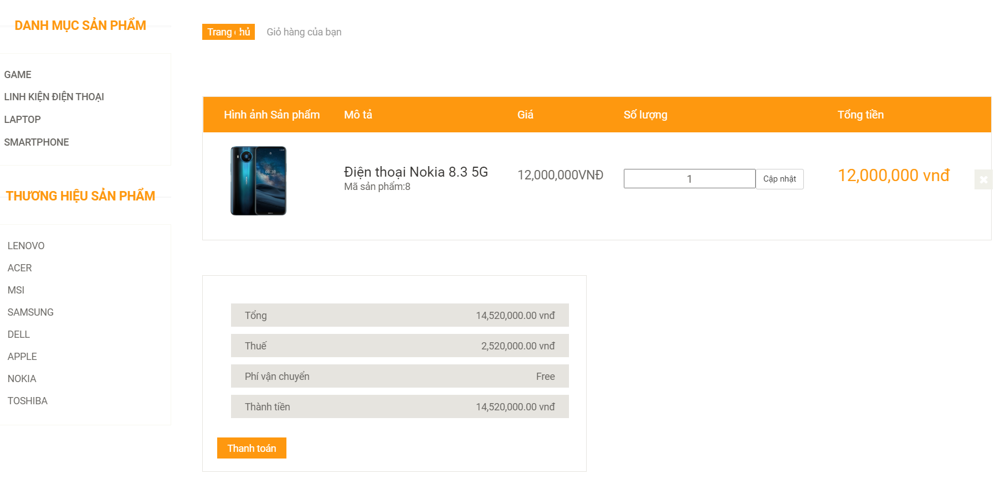 DANH MỤC SẢN PHẨM
GAME
LINH KIỆN ĐIỆN THOẠI
LAPTOP
SMARTPHONE
THƯƠNG HIỆU SẢN PHẨM
LENOVO
ACER
MSI
SAMSUNG
DELL
APPLE
NOKIA
TOSHIBA
Trang chủ Giỏ hàng của bạn
Hình ảnh Sản phẩm Mô tả Giá Số lượng Tổng tiền
08:30
Điện thoại Nokia 8.3 5G 12,000,000VNĐ 1 Cập nhật 12,000,000 vnđ
Mã sản phẩm:8
Tổng 14,520,000.00 vnđ
Thuế 2,520,000.00 vnđ
Phí vận chuyển Free
Thành tiền 14,520,000.00 vnđ
Thanh toán